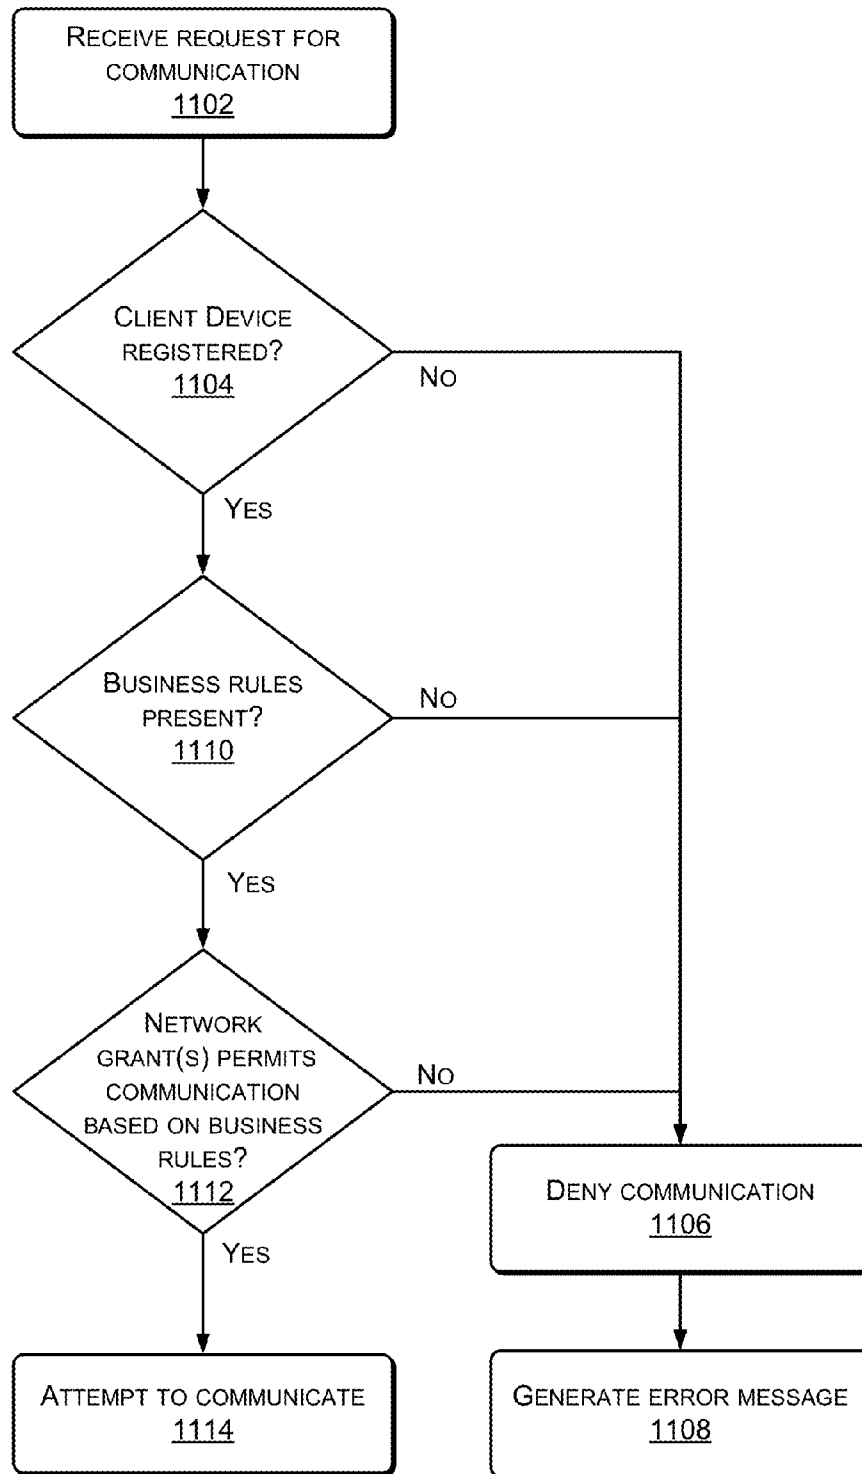 RECEIVE REQUEST FOR
COMMUNICATION
1102
CLIENT DEVICE
REGISTERED?
1104
NO
YES
BUSINESS RULES
PRESENT?
1110
NO
YES
NETWORK
GRANT(S) PERMITS
COMMUNICATION
BASED ON BUSINESS
RULES?
1112
NO
YES
DENY COMMUNICATION
1106
ATTEMPT TO COMMUNICATE
1114
GENERATE ERROR MESSAGE
1108